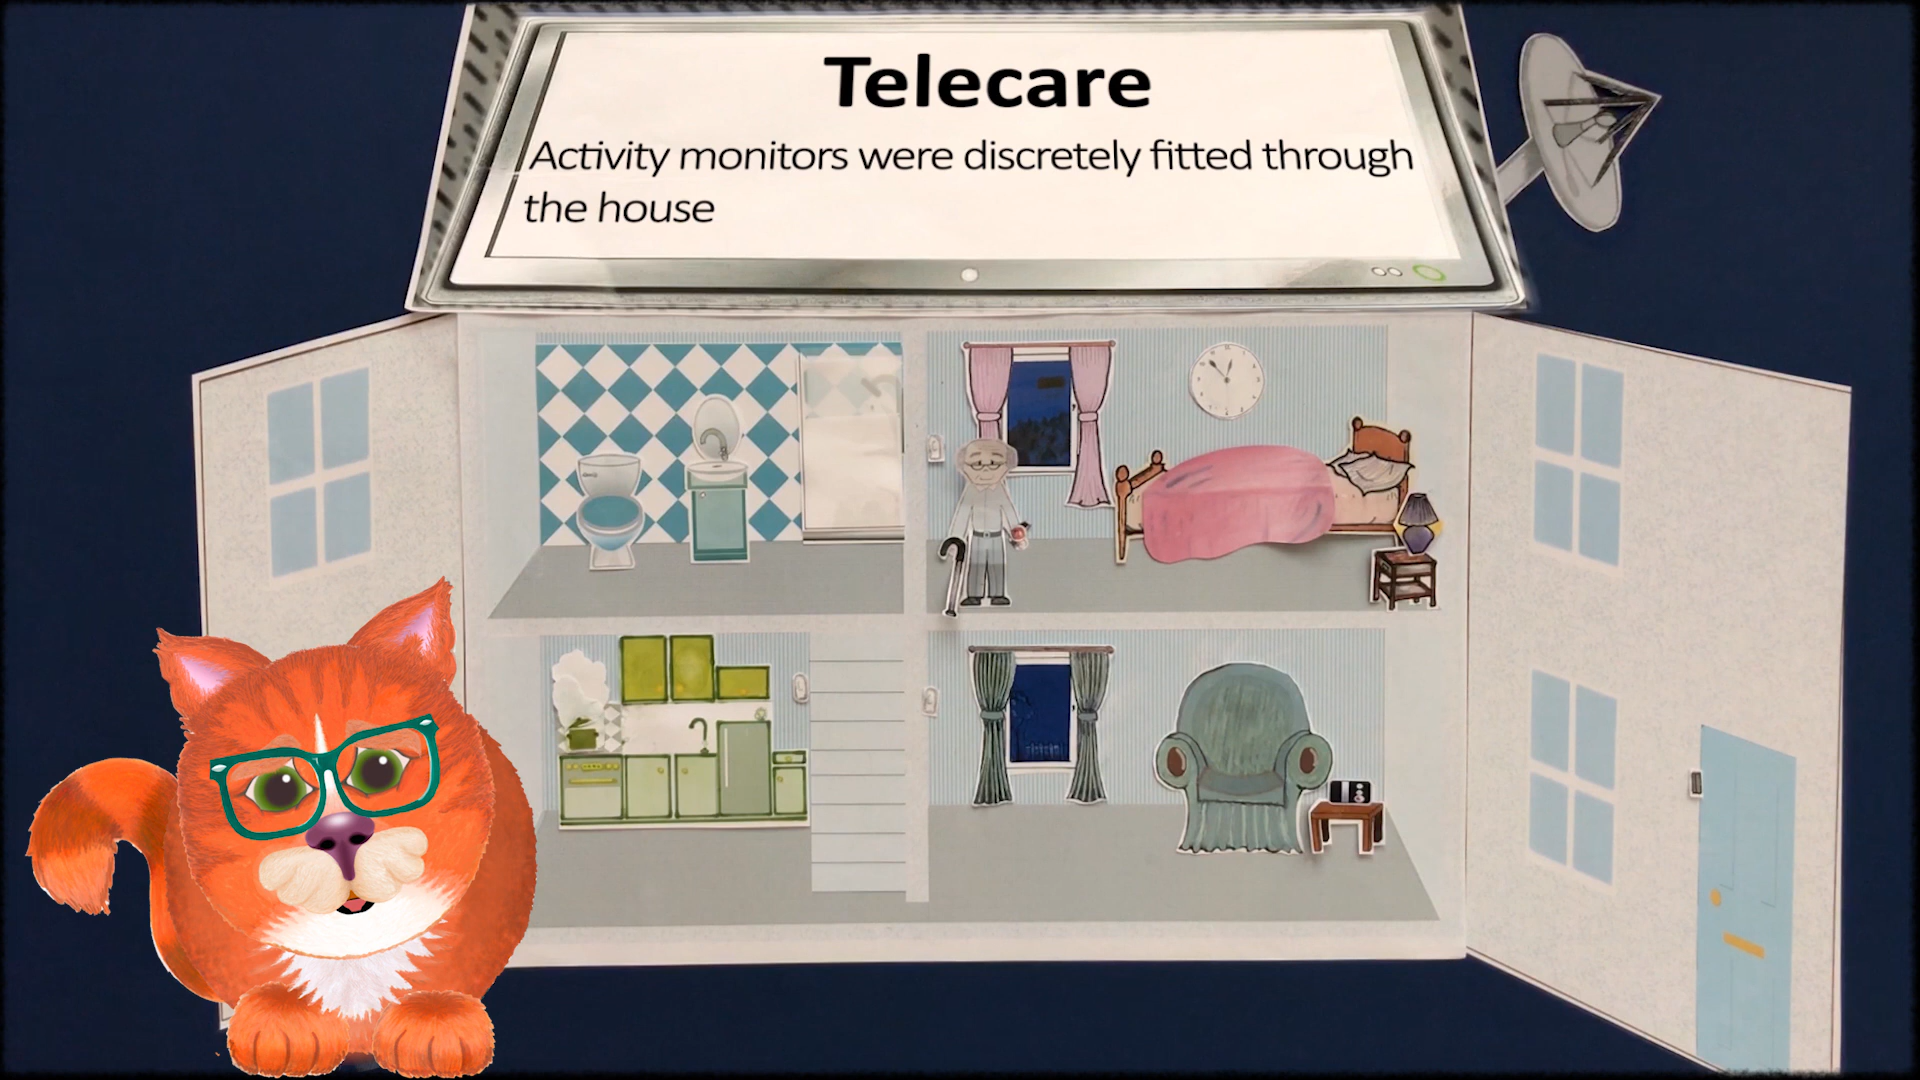 Telecare
Activity monitors were discretely fitted through
the house